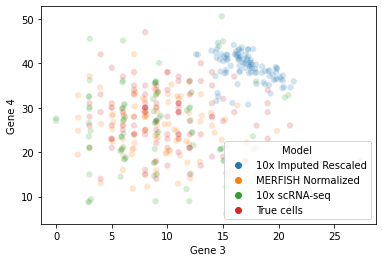 50
40
30
20
10
Gene 4
0
5
10
15
20
25
Gene 3
Model
10x Imputed Rescaled
MERFISH Normalized
10x scRNA-seq
True cells